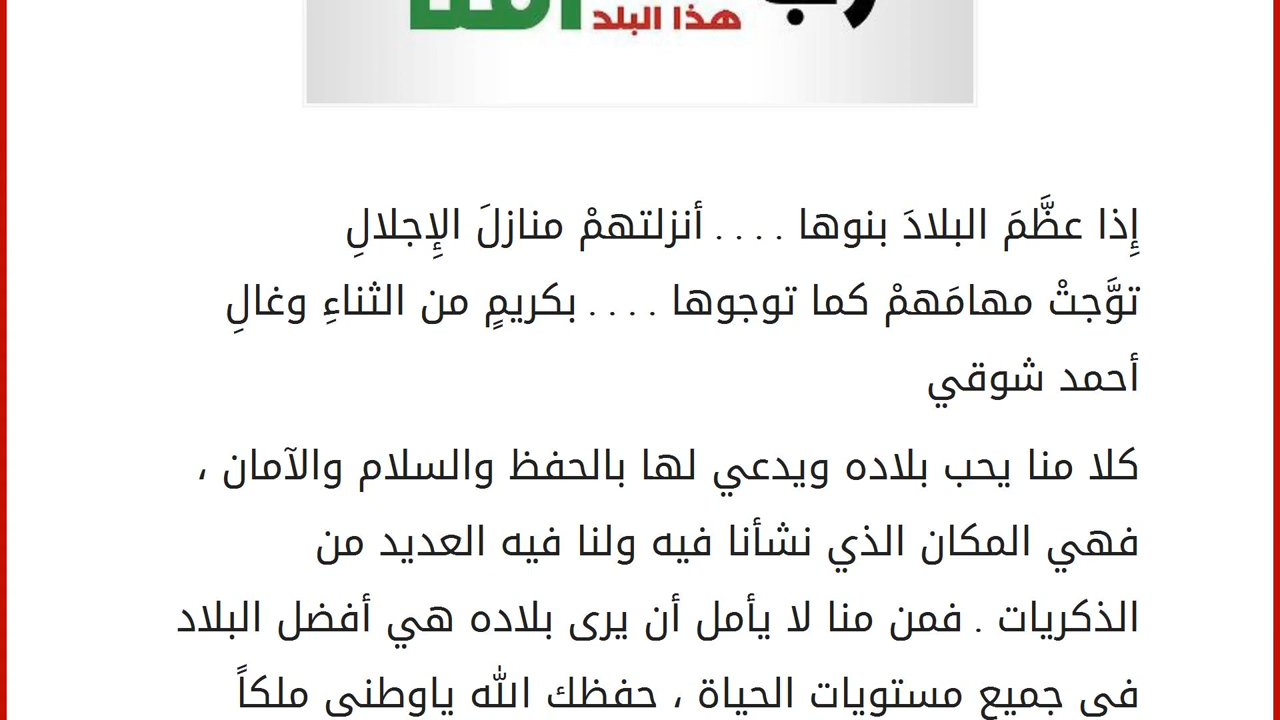 هذا البلد
إِذا عظَّمَ البلادَ بنوها . . . . أنزلتهمْ منازلَ الإِجلالِ
توَّجتْ مهامَهمْ كما توجوها . . . . بكريمٍ من الثناءِ وغالِ
أحمد شوقي
كلا منا يحب بلاده ويدعي لها بالحفظ والسلام والآمان ،
فهي المكان الذي نشأنا فيه ولنا فيه العديد من
الذكريات . فمن منا لا يأمل أن يرى بلاده هي أفضل البلاد
في جميع مستويات الحياة ، حفظك الله ياوطني ملكاً